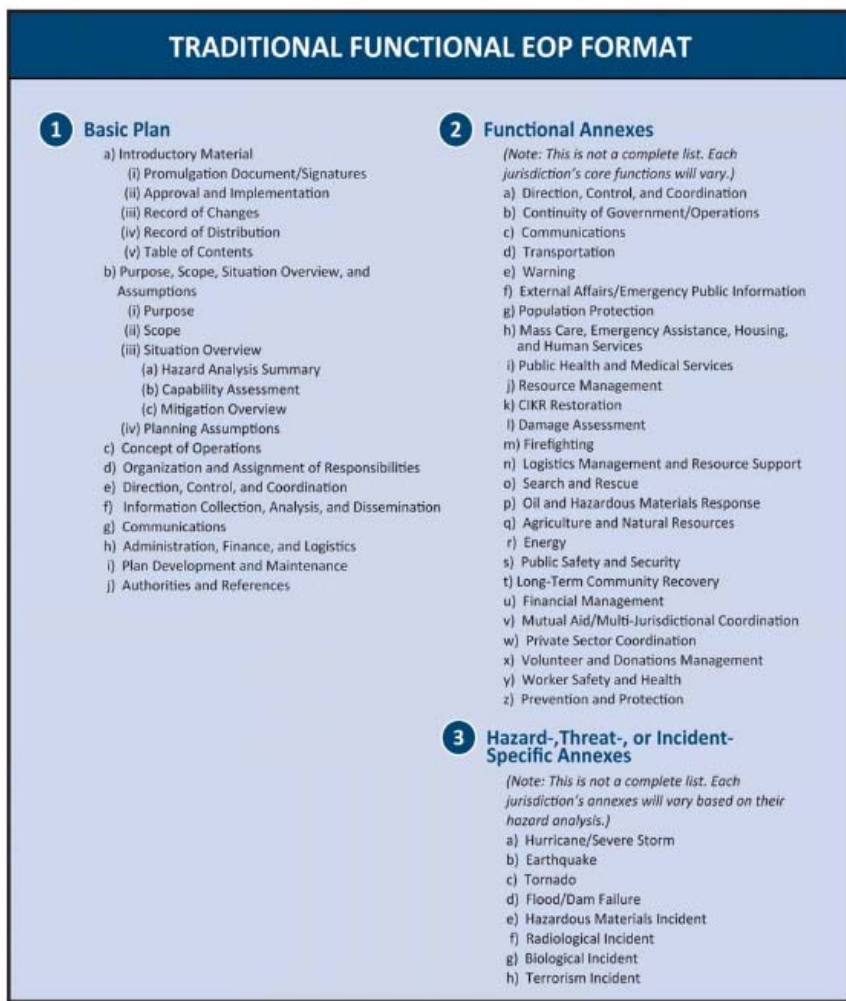 TRADITIONAL FUNCTIONAL EOP FORMAT
1 Basic Plan
a) Introductory Material
(i) Promulgation Document/Signatures
(ii) Approval and Implementation
(iii) Record of Changes
(iv) Record of Distribution
(v) Table of Contents
b) Purpose, Scope, Situation Overview, and
Assumptions
(i) Purpose
(ii) Scope
(iii) Situation Overview
(a) Hazard Analysis Summary
(b) Capability Assessment
(c) Mitigation Overview
(iv) Planning Assumptions
c) Concept of Operations
d) Organization and Assignment of Responsibilities
e) Direction, Control, and Coordination
f) Information Collection, Analysis, and Dissemination
g) Communications
h) Administration, Finance, and Logistics
i) Plan Development and Maintenance
j) Authorities and References
2 Functional Annexes
(Note: This is not a complete list. Each
jurisdiction's core functions will vary.)
a) Direction, Control, and Coordination
b) Continuity of Government/Operations
c) Communications
d) Transportation
e) Warning
f) External Affairs/Emergency Public Information
g) Population Protection
h) Mass Care, Emergency Assistance, Housing,
and Human Services
i) Public Health and Medical Services
j) Resource Management
k) CIKR Restoration
l) Damage Assessment
m) Firefighting
n) Logistics Management and Resource Support
o) Search and Rescue
p) Oil and Hazardous Materials Response
q) Agriculture and Natural Resources
r) Energy
s) Public Safety and Security
t) Long-Term Community Recovery
u) Financial Management
v) Mutual Aid/Multi-Jurisdictional Coordination
w) Private Sector Coordination
x) Volunteer and Donations Management
y) Worker Safety and Health
z) Prevention and Protection
3 Hazard-,Threat-, or Incident-
Specific Annexes
(Note: This is not a complete list. Each
jurisdiction's annexes will vary based on their
hazard analysis.)
a) Hurricane/Severe Storm
b) Earthquake
c) Tornado
d) Flood/Dam Failure
e) Hazardous Materials Incident
f) Radiological Incident
g) Biological Incident
h) Terrorism Incident